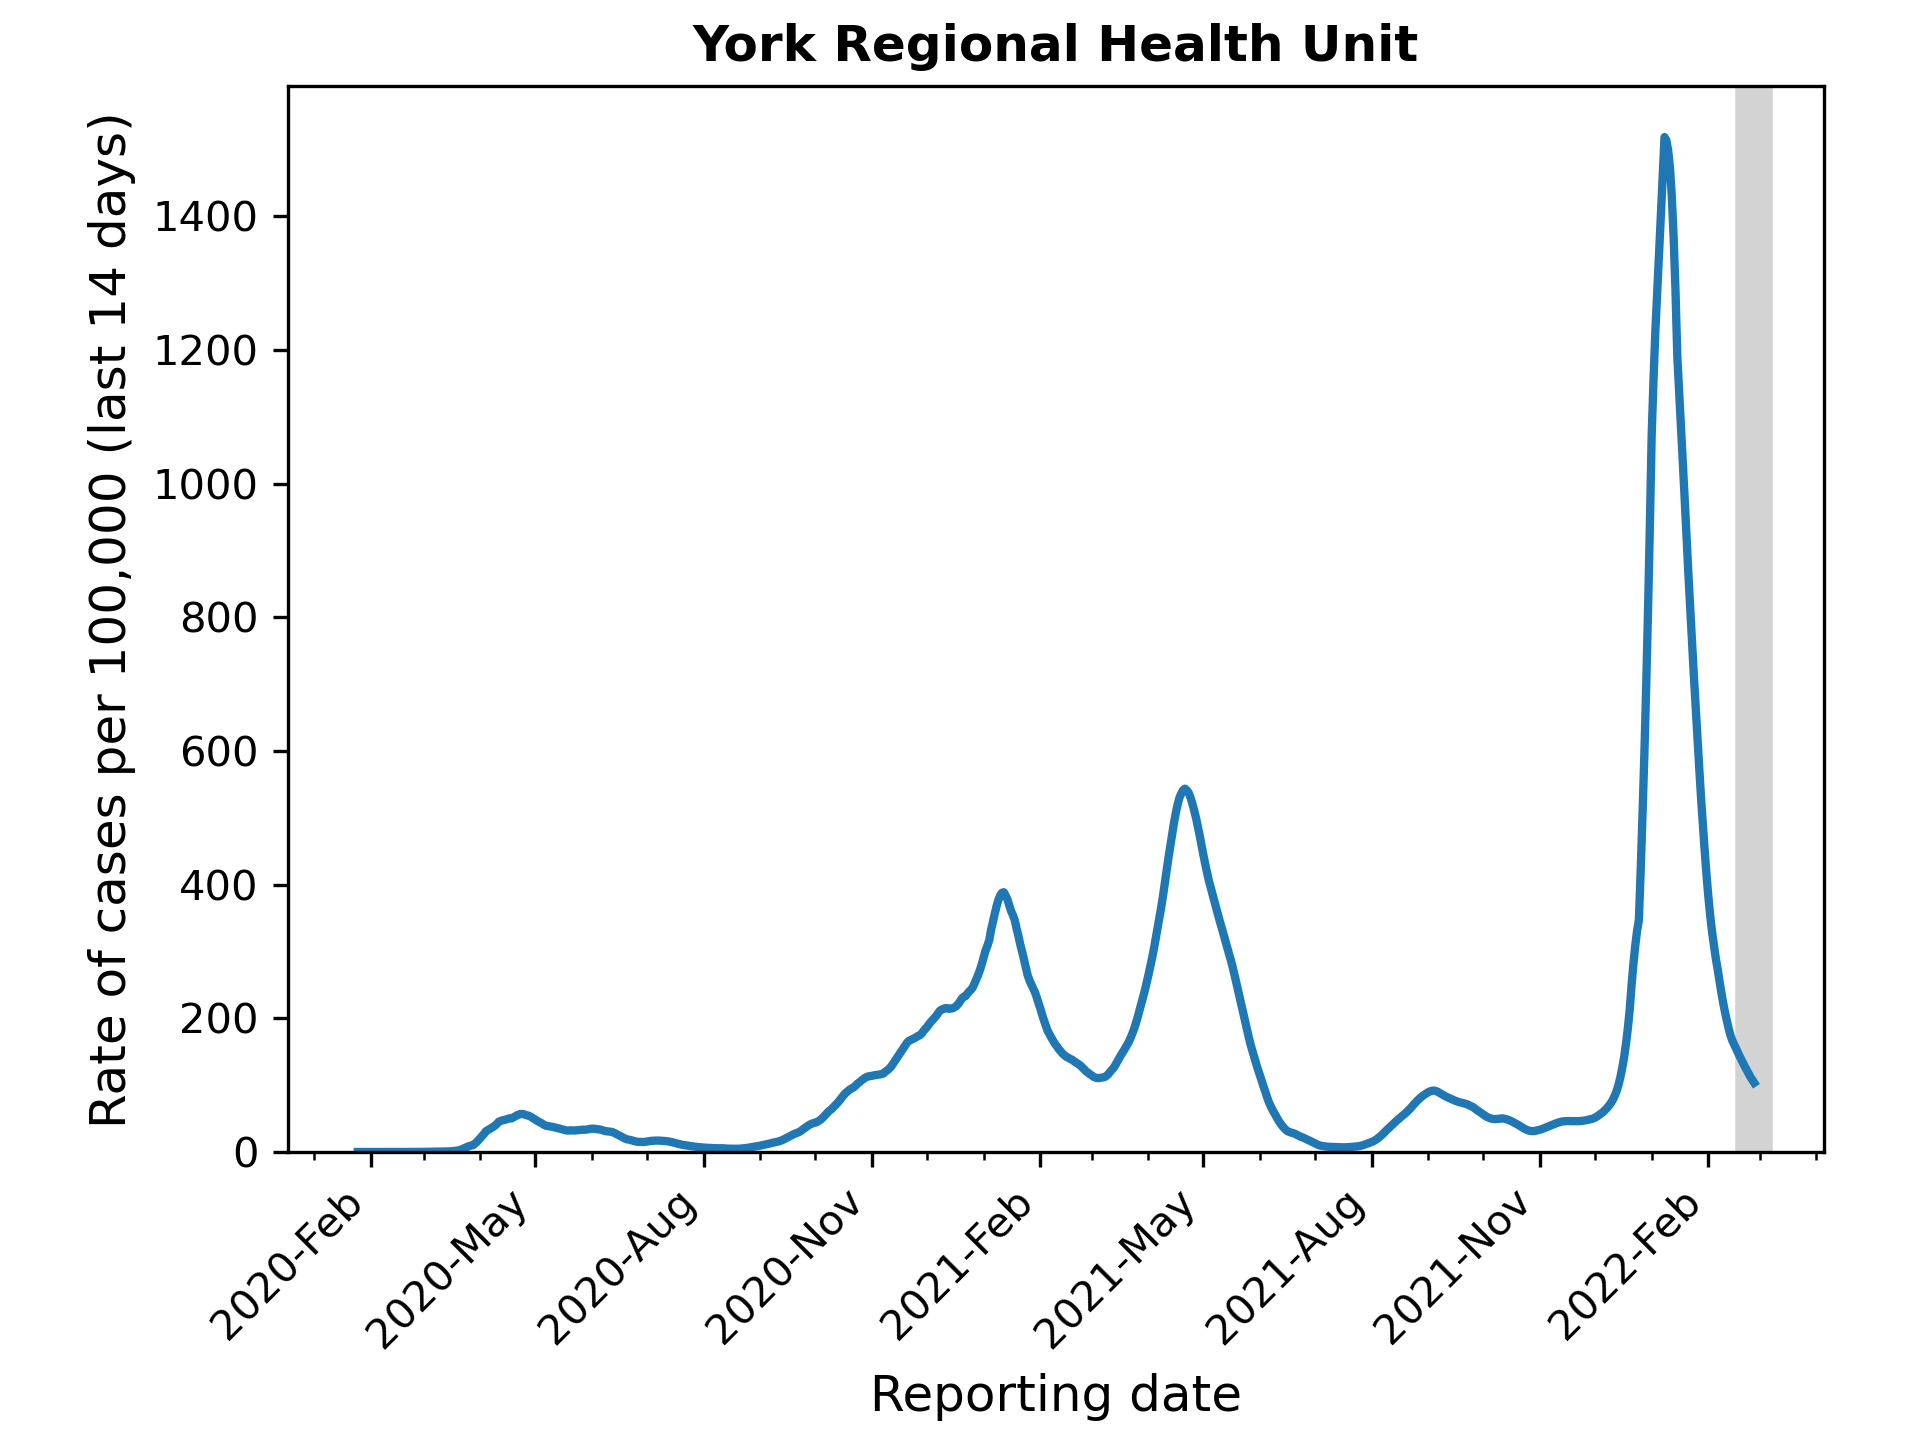 York Regional Health Unit
Rate of cases per 100,000 (last 14 days)
1400
1200
1000
800
600
400
200
0
2020-Feb
2020-May
2020-Aug
2020-Nov
2021-Feb
2021-May
2021-Aug
2021-Nov
2022-Feb
Reporting date